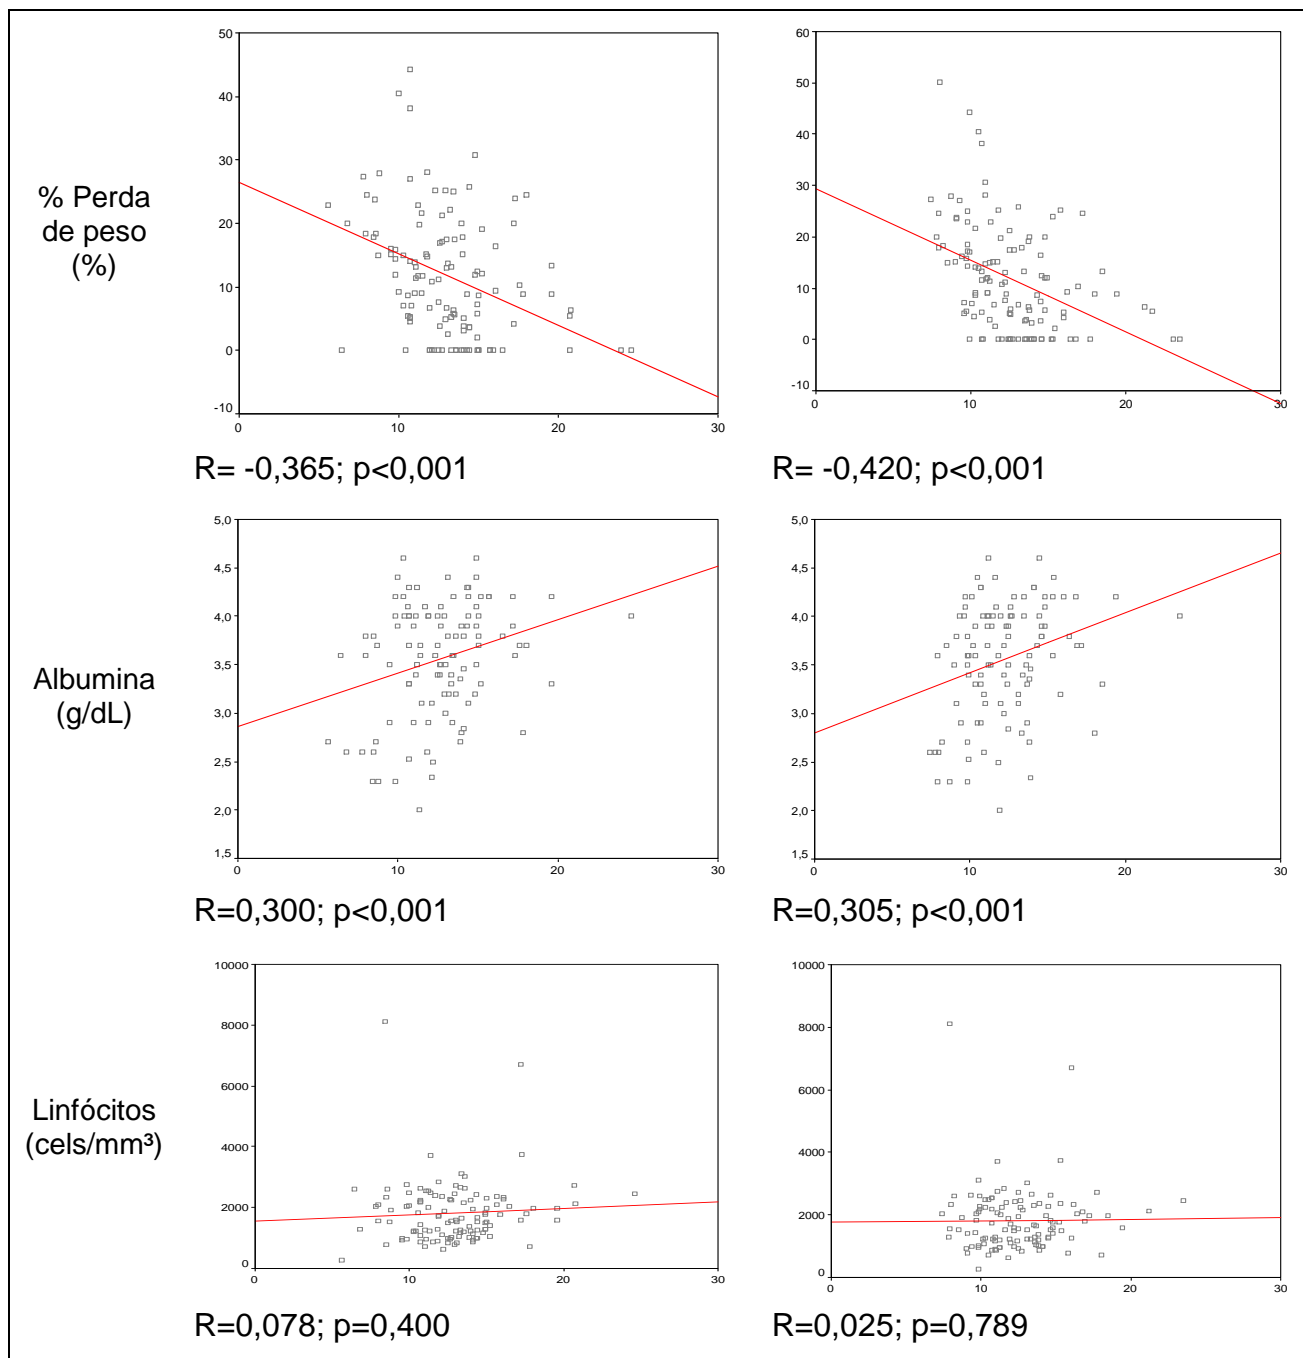 50
40
30
20
10
0
-10
0 10 20 30
60
50
40
30
20
10
0
-10
0 10 20 30
% Perda
de peso
(%)
R= -0,365; p<0,001
R= -0,420; p<0,001
5,0
4,5
4,0
3,5
3,0
2,5
2,0
1,5
0 10 20 30
5,0
4,5
4,0
3,5
3,0
2,5
2,0
1,5
0 10 20 30
Albumina
(g/dL)
R=0,300; p<0,001
R=0,305; p<0,001
10000
8000
6000
4000
2000
0
0 10 20 30
10000
8000
6000
4000
2000
0
0 10 20 30
Linfócitos
(cels/mm³)
R=0,078; p=0,400
R=0,025; p=0,789